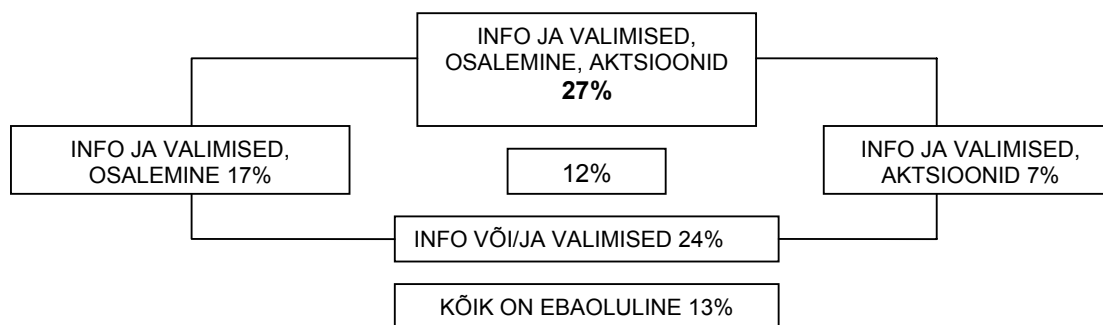 INFO JA VALIMISED,
OSALEMINE, AKTSIOONID
27%
INFO JA VALIMISED,
OSALEMINE 17%
12%
INFO JA VALIMISED,
AKTSIOONID 7%
INFO VÕI/JA VALIMISED 24%
KÕIK ON EBAOLULINE 13%